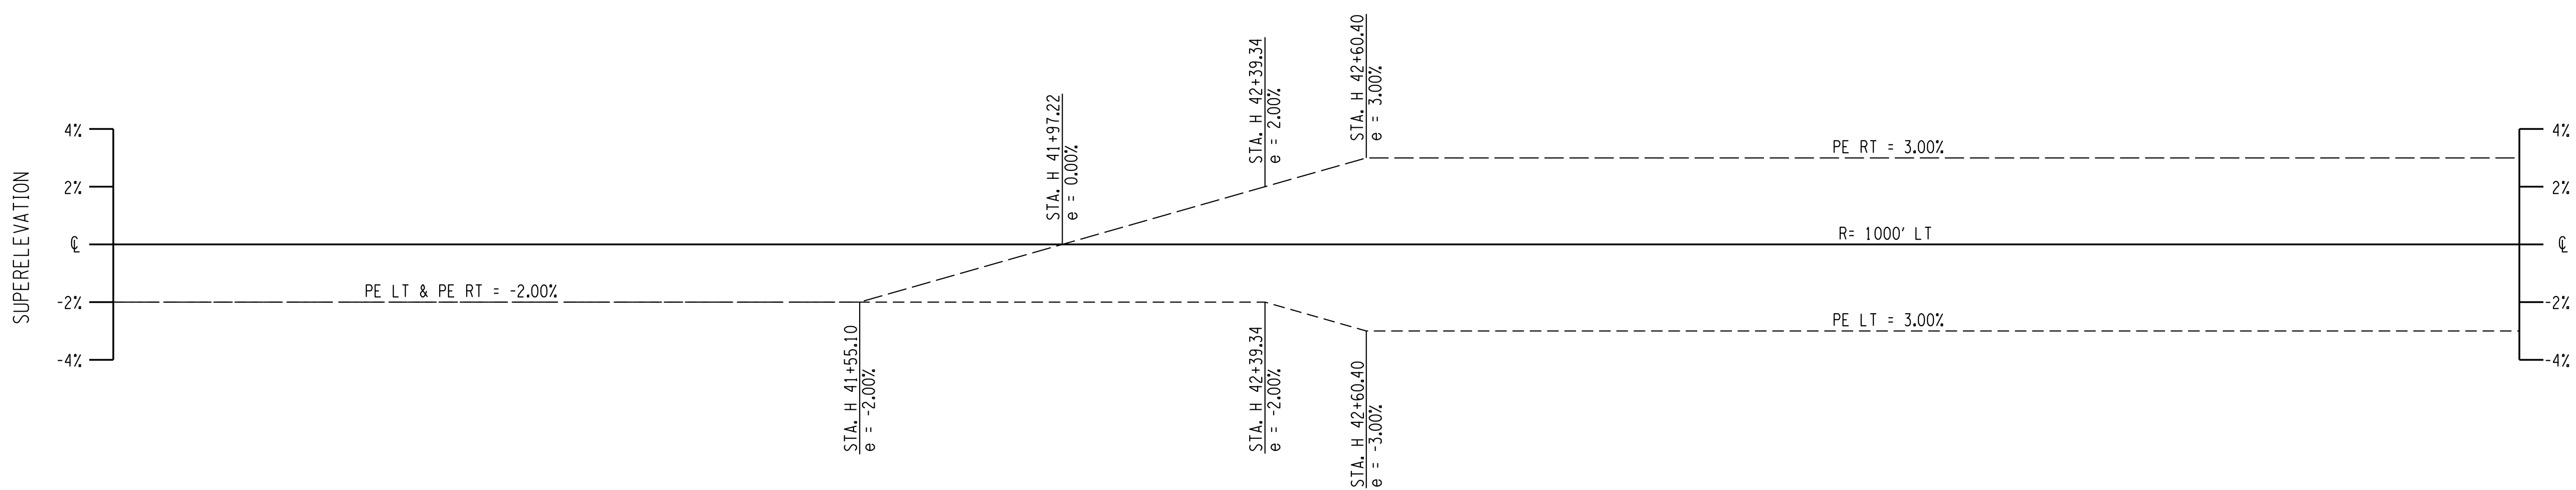 SUPERELEVATION
4%
2%
℄
-2%
-4%
PE LT & PE RT = -2.00%
STA. H 41+55.10
e = -2.00%
STA. H 41+97.22
e = 0.00%
STA. H 42+39.34
e = 2.00%
STA. H 42+60.40
e = 3.00%
STA. H 42+39.34
e = -2.00%
STA. H 42+60.40
e = -3.00%
PE RT = 3.00%
R= 1000' LT
PE LT = 3.00%
4%
2%
℄
-2%
-4%